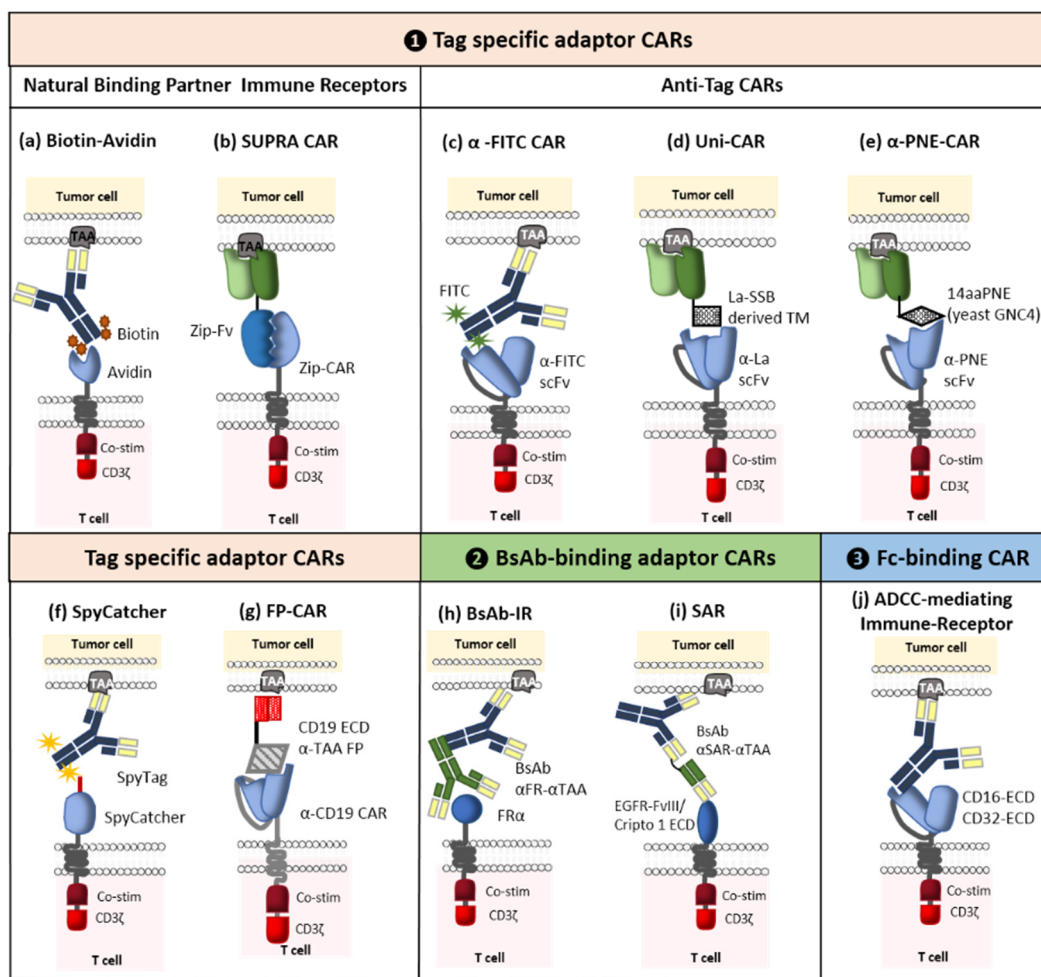 ❶ Tag specific adaptor CARs
Natural Binding Partner Immune Receptors
Anti-Tag CARs
(a) Biotin-Avidin
Tumor cell
TAA
Biotin
Avidin
Co-stim
CD3ζ
T cell
(b) SUPRA CAR
Tumor cell
TAA
Zip-Fv
Zip-CAR
Co-stim
CD3ζ
(c) α -FITC CAR
Tumor cell
TAA
FITC
α-FITC
scFv
Co-stim
CD3ζ
T cell
(d) Uni-CAR
Tumor cell
TAA
La-SSB
derived TM
α-La
scFv
Co-stim
CD3ζ
T cell
(e) α-PNE-CAR
Tumor cell
TAA
14aaPNE
(yeast GNC4)
α-PNE
scFv
Co-stim
CD3ζ
T cell
Tag specific adaptor CARs
❷ BsAb-binding adaptor CARs
❸ Fc-binding CAR
(f) SpyCatcher
Tumor cell
TAA
SpyTag
SpyCatcher
Co-stim
CD3ζ
T cell
(g) FP-CAR
Tumor cell
TAA
CD19 ECD
α-TAA FP
α-CD19 CAR
Co-stim
CD3ζ
T cell
(h) BsAb-IR
Tumor cell
TAA
BsAb
αFR-αTAA
FRα
Co-stim
CD3ζ
T cell
(i) SAR
Tumor cell
TAA
BsAb
αSAR-αTAA
EGFR-FvIII/
Cripto 1 ECD
Co-stim
CD3ζ
T cell
(j) ADCC-mediating
Immune-Receptor
Tumor cell
TAA
CD16-ECD
CD32-ECD
Co-stim
CD3ζ
T cell